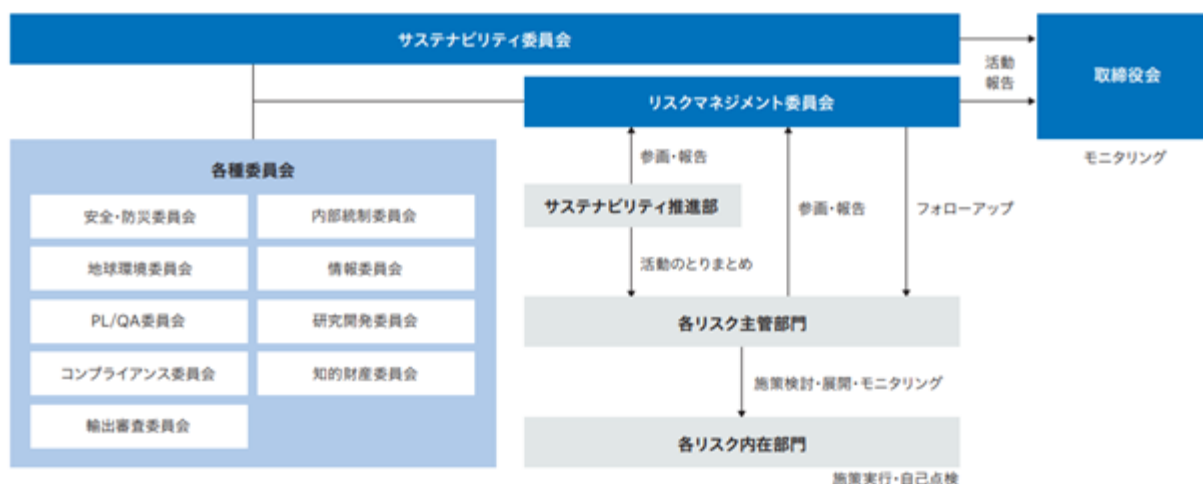 サステナビリティ委員会
活動
報告
取締役会
モニタリング
リスクマネジメント委員会
各種委員会
安全・防災委員会
内部統制委員会
地球環境委員会
情報委員会
PL/QA委員会
研究開発委員会
コンプライアンス委員会
知的財産委員会
輸出審査委員会
参画・報告
サステナビリティ推進部
活動のとりまとめ
参画・報告
フォローアップ
各リスク主管部門
施策検討・展開・モニタリング
各リスク内在部門
施策実行・自己点検